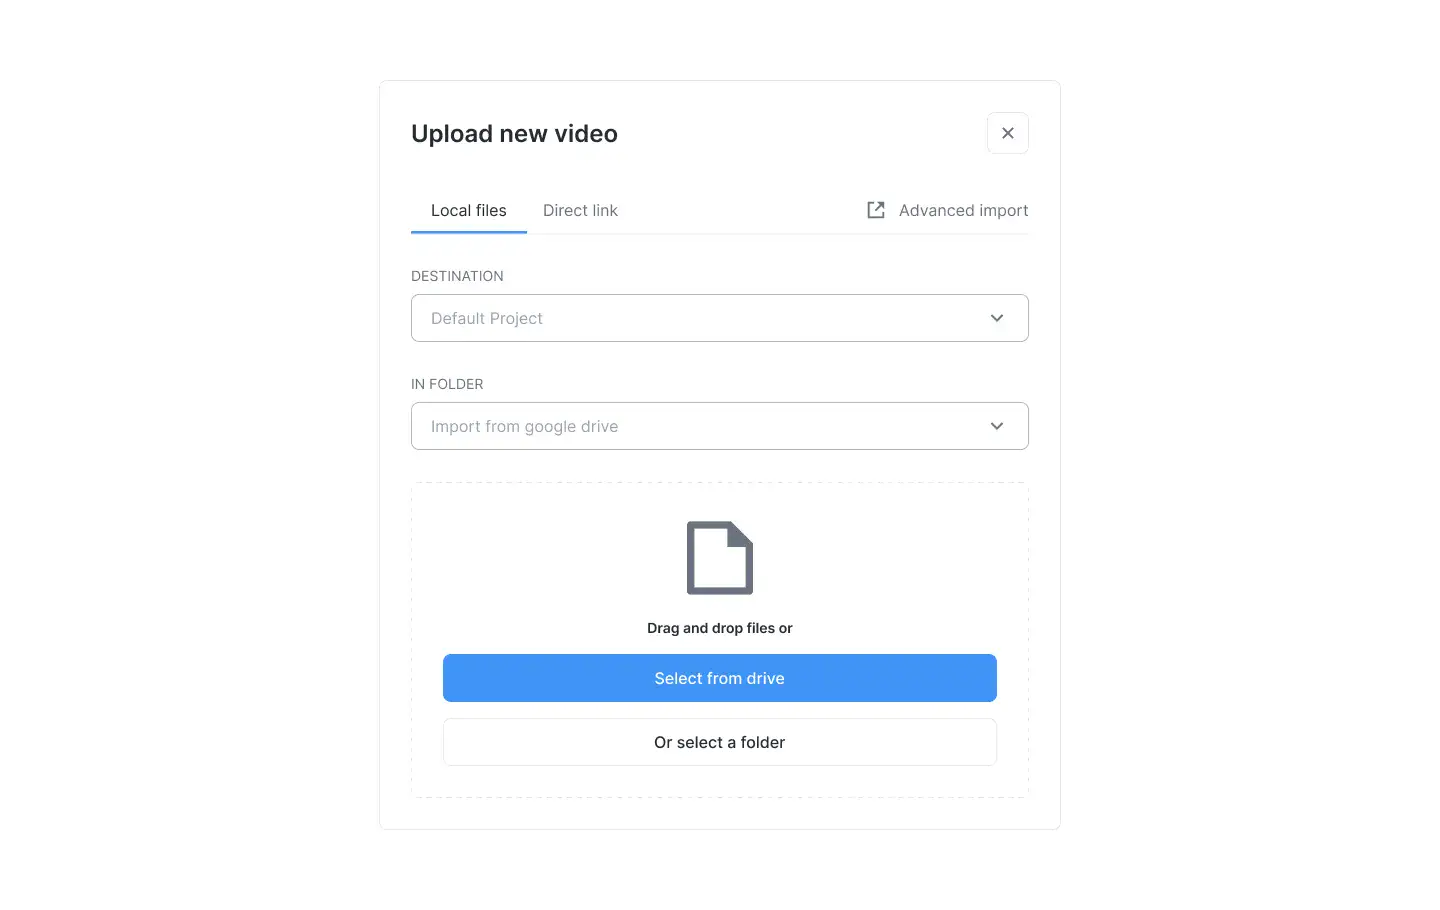 Upload new video
Local files
Direct link
Advanced import
DESTINATION
Default Project
IN FOLDER
Import from google drive
Drag and drop files or
Select from drive
Or select a folder